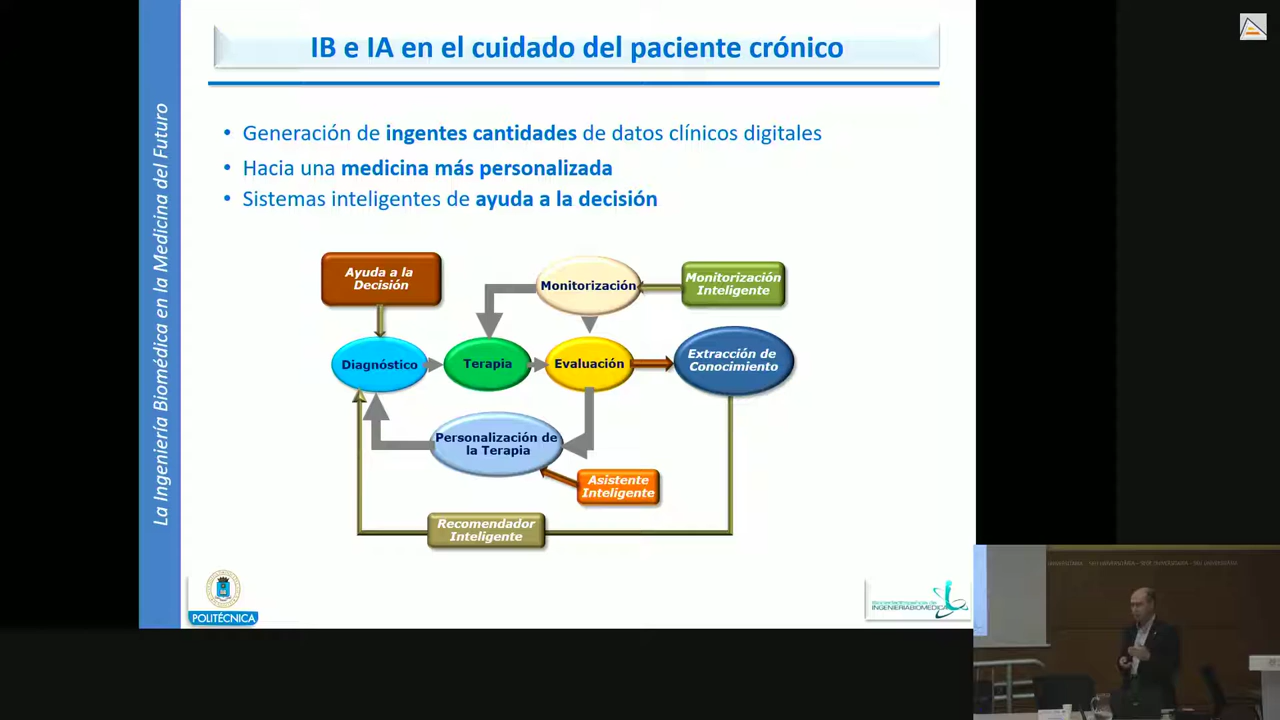 IB e IA en el cuidado del paciente crónico
La Ingeniería Biomédica en la Medicina del Futuro
• Generación de ingentes cantidades de datos clínicos digitales
• Hacia una medicina más personalizada
• Sistemas inteligentes de ayuda a la decisión
Ayuda a la
Decisión
Monitorización
Monitorización
Inteligente
Diagnóstico
Terapia
Evaluación
Extracción de
Conocimiento
Personalización de
la Terapia
Asistente
Inteligente
Recomendador
Inteligente
POLITÉCNICA
INGENIERÍA BIOMÉDICA